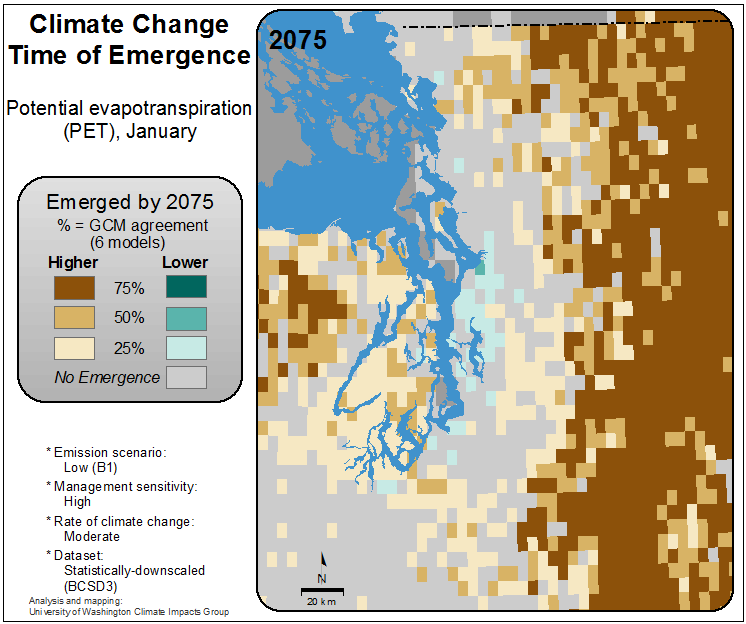 Climate Change
Time of Emergence
Potential evapotranspiration
(PET), January
Emerged by 2075
% = GCM agreement
(6 models)
Higher Lower
75%
50%
25%
No Emergence
* Emission scenario:
Low (B1)
* Management sensitivity:
High
* Rate of climate change:
Moderate
* Dataset:
Statistically-downscaled
(BCSD3)
Analysis and mapping:
University of Washington Climate Impacts Group
2075
N
20 km